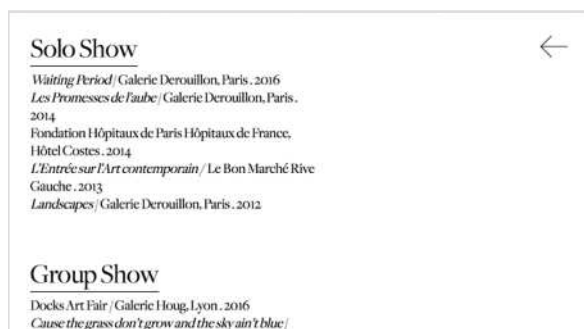 Solo Show
Waiting Period / Galerie Derouillon, Paris . 2016
Les Promesses de l'aube / Galerie Derouillon, Paris .
2014
Fondation Hôpitaux de Paris Hôpitaux de France,
Hôtel Costes . 2014
L'Entrée sur l'Art contemporain / Le Bon Marché Rive
Gauche . 2013
Landscapes / Galerie Derouillon, Paris . 2012
Group Show
Docks Art Fair / Galerie Houg, Lyon . 2016
Cause the grass don't grow and the sky ain't blue /